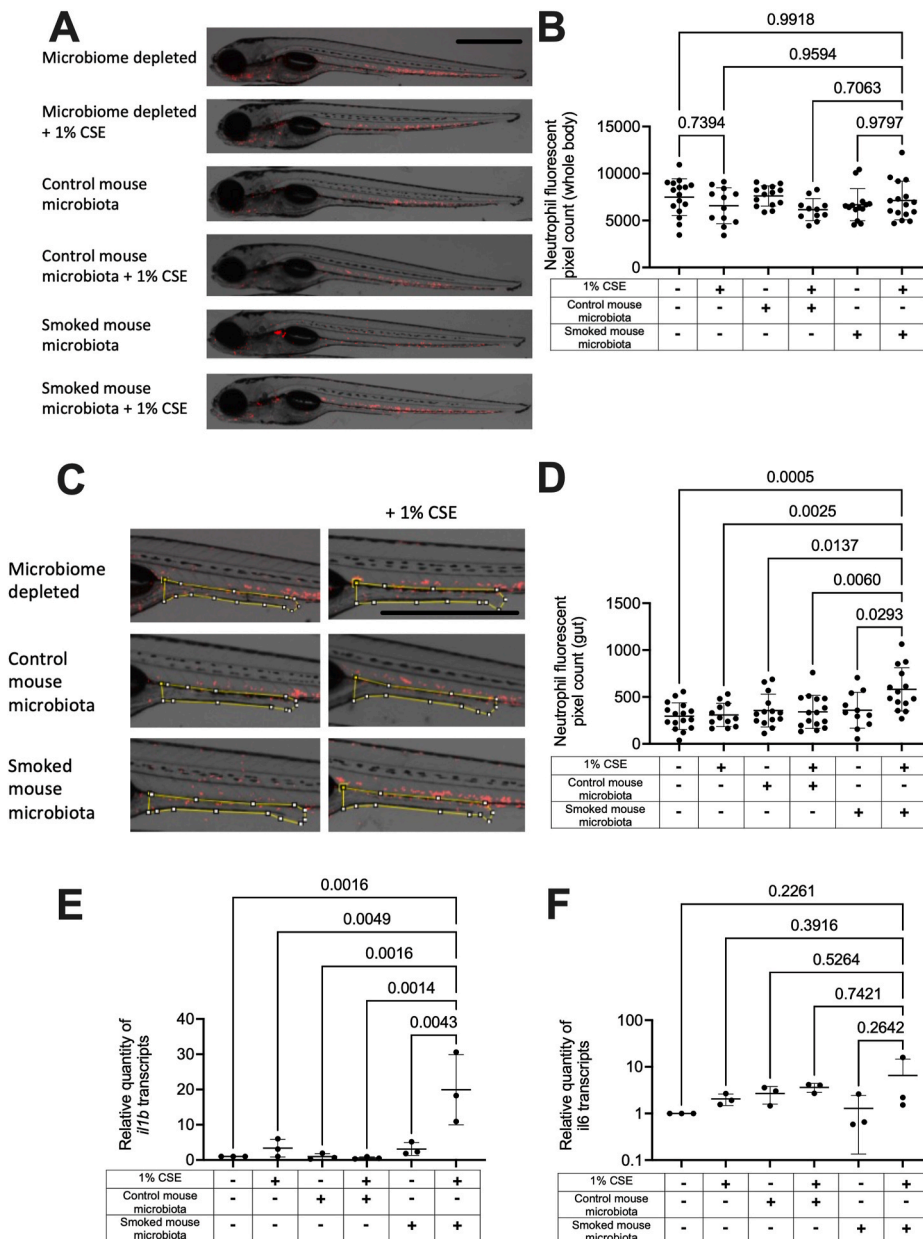 A
Microbiome depleted
Microbiome depleted
+ 1% CSE
Control mouse
microbiota
Control mouse
microbiota + 1% CSE
Smoked mouse
microbiota
Smoked mouse
microbiota + 1% CSE
B
0.9918
0.9594
0.7063
0.7394
0.9797
Neutrophil fluorescent
pixel count (whole body)
15000
10000
5000
0
1% CSE - + - + - +
Control mouse
microbiota - - + + - -
Smoked mouse
microbiota - - - - + +
C
+ 1% CSE
Microbiome
depleted
Control
mouse
microbiota
Smoked
mouse
microbiota
D
0.0005
0.0025
0.0137
0.0060
0.0293
Neutrophil fluorescent
pixel count (gut)
1500
1000
500
0
1% CSE - + - + - +
Control mouse
microbiota - - + + - -
Smoked mouse
microbiota - - - - + +
E
0.0016
0.0049
0.0016
0.0014
0.0043
Relative quantity of
il1b transcripts
40
30
20
10
0
1% CSE - + - + - +
Control mouse
microbiota - - + + - -
Smoked mouse
microbiota - - - - + +
F
0.2261
0.3916
0.5264
0.7421
0.2642
Relative quantity of
il6 transcripts
100
10
1
0.1
1% CSE - + - + - +
Control mouse
microbiota - - + + - -
Smoked mouse
microbiota - - - - + +